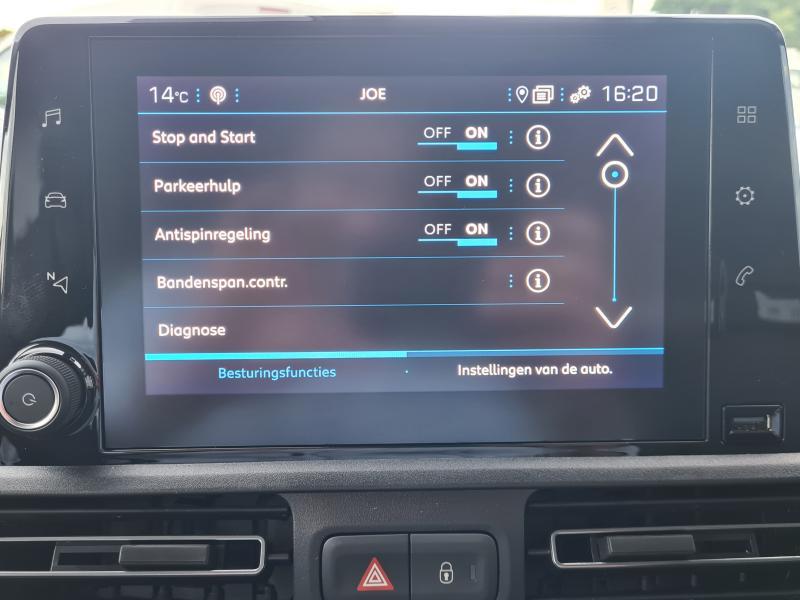 14°C JOE 16:20
Stop and Start OFF ON i
Parkeerhulp OFF ON i
Antispinregeling OFF ON i
Bandenspan.contr. i
Diagnose
Besturingsfuncties Instellingen van de auto.
N